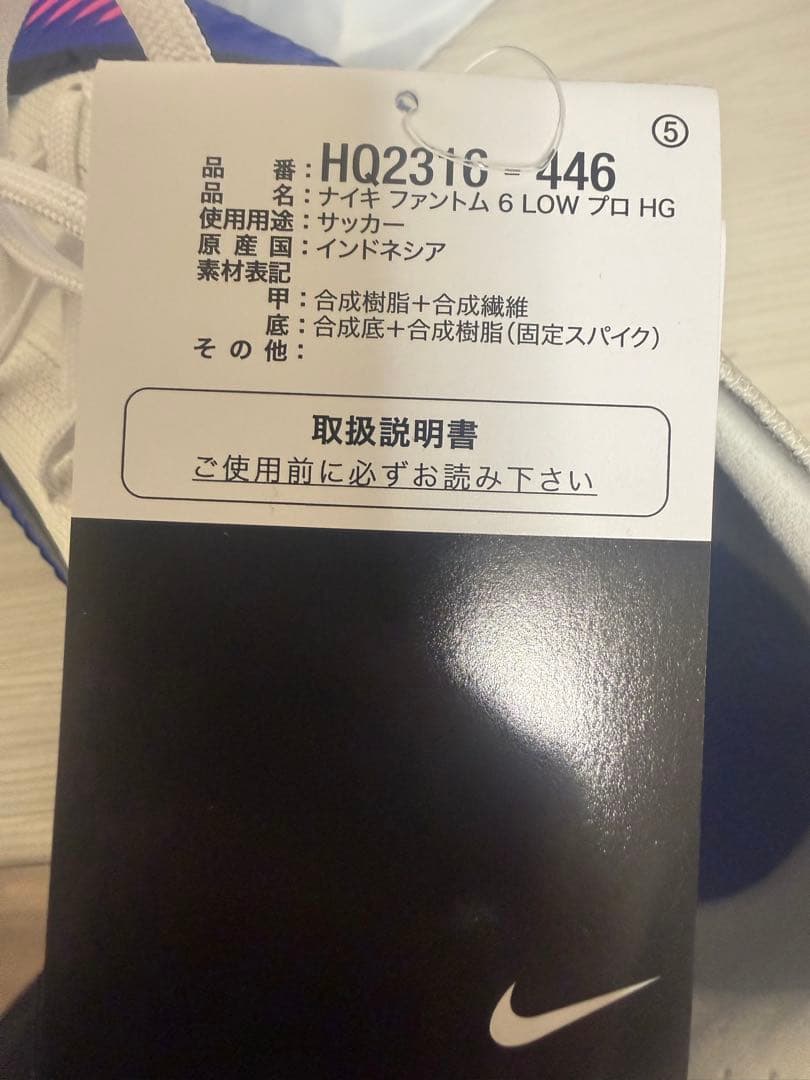 ⑤
品番：HQ2316 - 446
品名：ナイキ ファントム 6 LOW プロ HG
使用用途：サッカー
原産国：インドネシア
素材表記
甲：合成樹脂＋合成繊維
底：合成底＋合成樹脂（固定スパイク）
その他：
取扱説明書
ご使用前に必ずお読み下さい